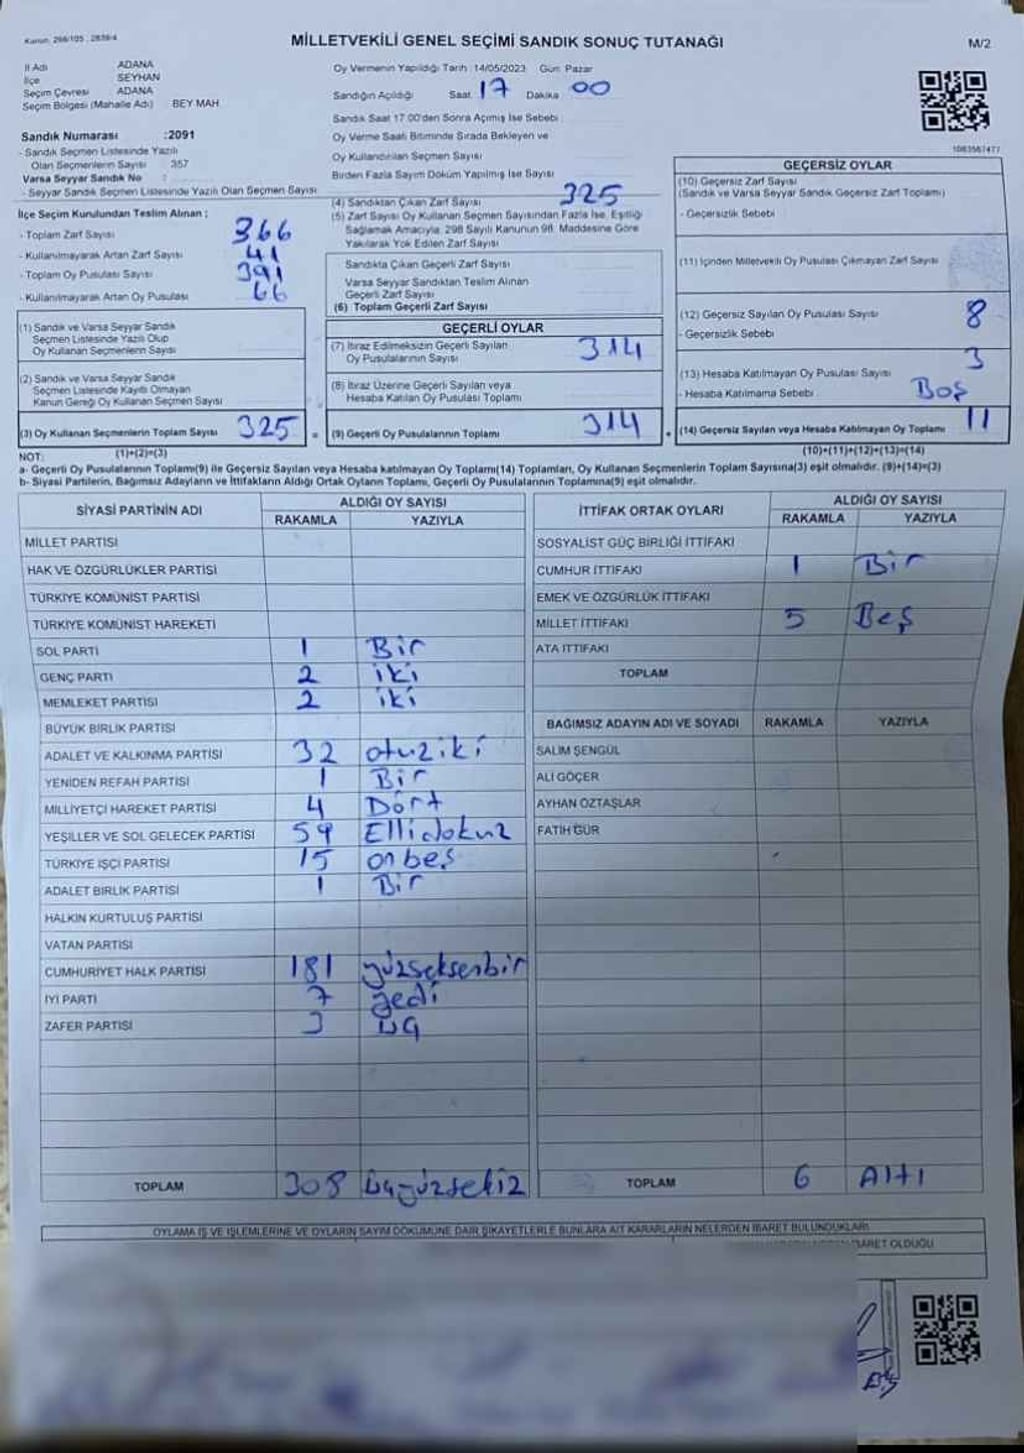 Kanun: 298/105 ; 2839/4
MİLLETVEKİLİ GENEL SEÇİMİ SANDIK SONUÇ TUTANAĞI
M/2
İl Adı ADANA
İlçe SEYHAN
Seçim Çevresi ADANA
Seçim Bölgesi (Mahalle Adı) BEY MAH.
Sandık Numarası :2091
- Sandık Seçmen Listesinde Yazılı
Olan Seçmenlerin Sayısı 357
Varsa Seyyar Sandık No :
- Seyyar Sandık Seçmen Listesinde Yazılı Olan Seçmen Sayısı
Oy Vermenin Yapıldığı Tarih :14/05/2023 Gün: Pazar
Sandığın Açıldığı Saat: 17 Dakika: 00
Sandık Saat 17.00'den Sonra Açımış İse Sebebi :
Oy Verme Saati Bitiminde Sırada Bekleyen ve
Oy Kullandırılan Seçmen Sayısı
Birden Fazla Sayım Döküm Yapılmış İse Sayısı
(4) Sandıktan Çıkan Zarf Sayısı 325
(5) Zarf Sayısı Oy Kullanan Seçmen Sayısından Fazla İse, Eşitliği
Sağlamak Amacıyla, 298 Sayılı Kanunun 98. Maddesine Göre
Yakılarak Yok Edilen Zarf Sayısı
İlçe Seçim Kurulundan Teslim Alınan ;
- Toplam Zarf Sayısı 366
- Kullanılmayarak Artan Zarf Sayısı 41
- Toplam Oy Pusulası Sayısı 391
- Kullanılmayarak Artan Oy Pusulası 66
Sandıkta Çıkan Geçerli Zarf Sayısı
Varsa Seyyar Sandıktan Teslim Alınan
Geçerli Zarf Sayısı
(6) Toplam Geçerli Zarf Sayısı
1083567477
GEÇERSİZ OYLAR
(10) Geçersiz Zarf Sayısı
(Sandık ve Varsa Seyyar Sandık Geçersiz Zarf Toplamı)
- Geçersizlik Sebebi
(11) İçinden Milletvekili Oy Pusulası Çıkmayan Zarf Sayısı
(12) Geçersiz Sayılan Oy Pusulası Sayısı 8
- Geçersizlik Sebebi
(13) Hesaba Katılmayan Oy Pusulası Sayısı 3
- Hesaba Katılmama Sebebi Boş
(14) Geçersiz Sayılan veya Hesaba Katılmayan Oy Toplamı 11
(10)+(11)+(12)+(13)=(14)
(1) Sandık ve Varsa Seyyar Sandık
Seçmen Listesinde Yazılı Olup
Oy Kullanan Seçmenlerin Sayısı
(2) Sandık ve Varsa Seyyar Sandık
Seçmen Listesinde Kayıtlı Olmayan
Kanun Gereği Oy Kullanan Seçmen Sayısı
(3) Oy Kullanan Seçmenlerin Toplam Sayısı 325 =
(1)+(2)=(3)
GEÇERLİ OYLAR
(7) İtiraz Edilmeksizin Geçerli Sayılan
Oy Pusulalarının Sayısı 314
(8) İtiraz Üzerine Geçerli Sayılan veya
Hesaba Katılan Oy Pusulası Toplamı
(9) Geçerli Oy Pusulalarının Toplamı 314 +
NOT:
a- Geçerli Oy Pusulalarının Toplamı(9) ile Geçersiz Sayılan veya Hesaba katılmayan Oy Toplamı(14) Toplamları, Oy Kullanan Seçmenlerin Toplam Sayısına(3) eşit olmalıdır. (9)+(14)=(3)
b- Siyasi Partilerin, Bağımsız Adayların ve İttifakların Aldığı Ortak Oyların Toplamı, Geçerli Oy Pusulalarının Toplamına(9) eşit olmalıdır.
SİYASİ PARTİNİN ADI ALDIĞI OY SAYISI
RAKAMLA YAZIYLA
MİLLET PARTİSİ
HAK VE ÖZGÜRLÜKLER PARTİSİ
TÜRKİYE KOMÜNİST PARTİSİ
TÜRKİYE KOMÜNİST HAREKETİ
SOL PARTİ 1 Bir
GENÇ PARTİ 2 iki
MEMLEKET PARTİSİ 2 iki
BÜYÜK BİRLİK PARTİSİ
ADALET VE KALKINMA PARTİSİ 32 otuziki
YENİDEN REFAH PARTİSİ 1 Bir
MİLLİYETÇİ HAREKET PARTİSİ 4 Dört
YEŞİLLER VE SOL GELECEK PARTİSİ 59 Ellidokuz
TÜRKİYE İŞÇİ PARTİSİ 15 onbeş
ADALET BİRLİK PARTİSİ 1 Bir
HALKIN KURTULUŞ PARTİSİ
VATAN PARTİSİ
CUMHURİYET HALK PARTİSİ 181 yüzseksenbir
İYİ PARTİ 7 yedi
ZAFER PARTİSİ 3 üç
TOPLAM 308 üçyüzsekiz
İTTİFAK ORTAK OYLARI ALDIĞI OY SAYISI
RAKAMLA YAZIYLA
SOSYALİST GÜÇ BİRLİĞİ İTTİFAKI
CUMHUR İTTİFAKI 1 Bir
EMEK VE ÖZGÜRLÜK İTTİFAKI
MİLLET İTTİFAKI 5 Beş
ATA İTTİFAKI
TOPLAM
BAĞIMSIZ ADAYIN ADI VE SOYADI RAKAMLA YAZIYLA
SALİM ŞENGÜL
ALİ GÖÇER
AYHAN ÖZTAŞLAR
FATİH GÜR
TOPLAM 6 Altı
OYLAMA İŞ VE İŞLEMLERİNE VE OYLARIN SAYIM DÖKÜMÜNE DAİR ŞİKAYETLERLE BUNLARA AİT KARARLARIN NELERDEN İBARET BULUNDUKLARI
İBARET OLDUĞU